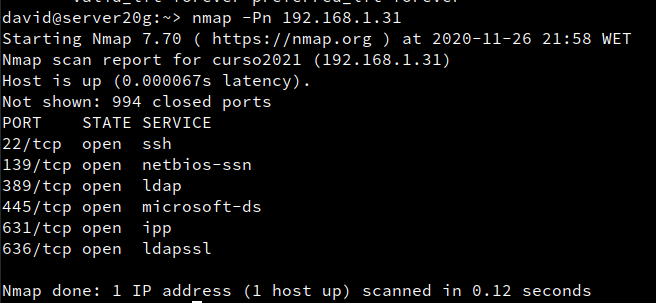 david@server20g:~> nmap -Pn 192.168.1.31
Starting Nmap 7.70 ( https://nmap.org ) at 2020-11-26 21:58 WET
Nmap scan report for curso2021 (192.168.1.31)
Host is up (0.000067s latency).
Not shown: 994 closed ports
PORT    STATE SERVICE
22/tcp  open  ssh
139/tcp open  netbios-ssn
389/tcp open  ldap
445/tcp open  microsoft-ds
631/tcp open  ipp
636/tcp open  ldapssl
Nmap done: 1 IP address (1 host up) scanned in 0.12 seconds